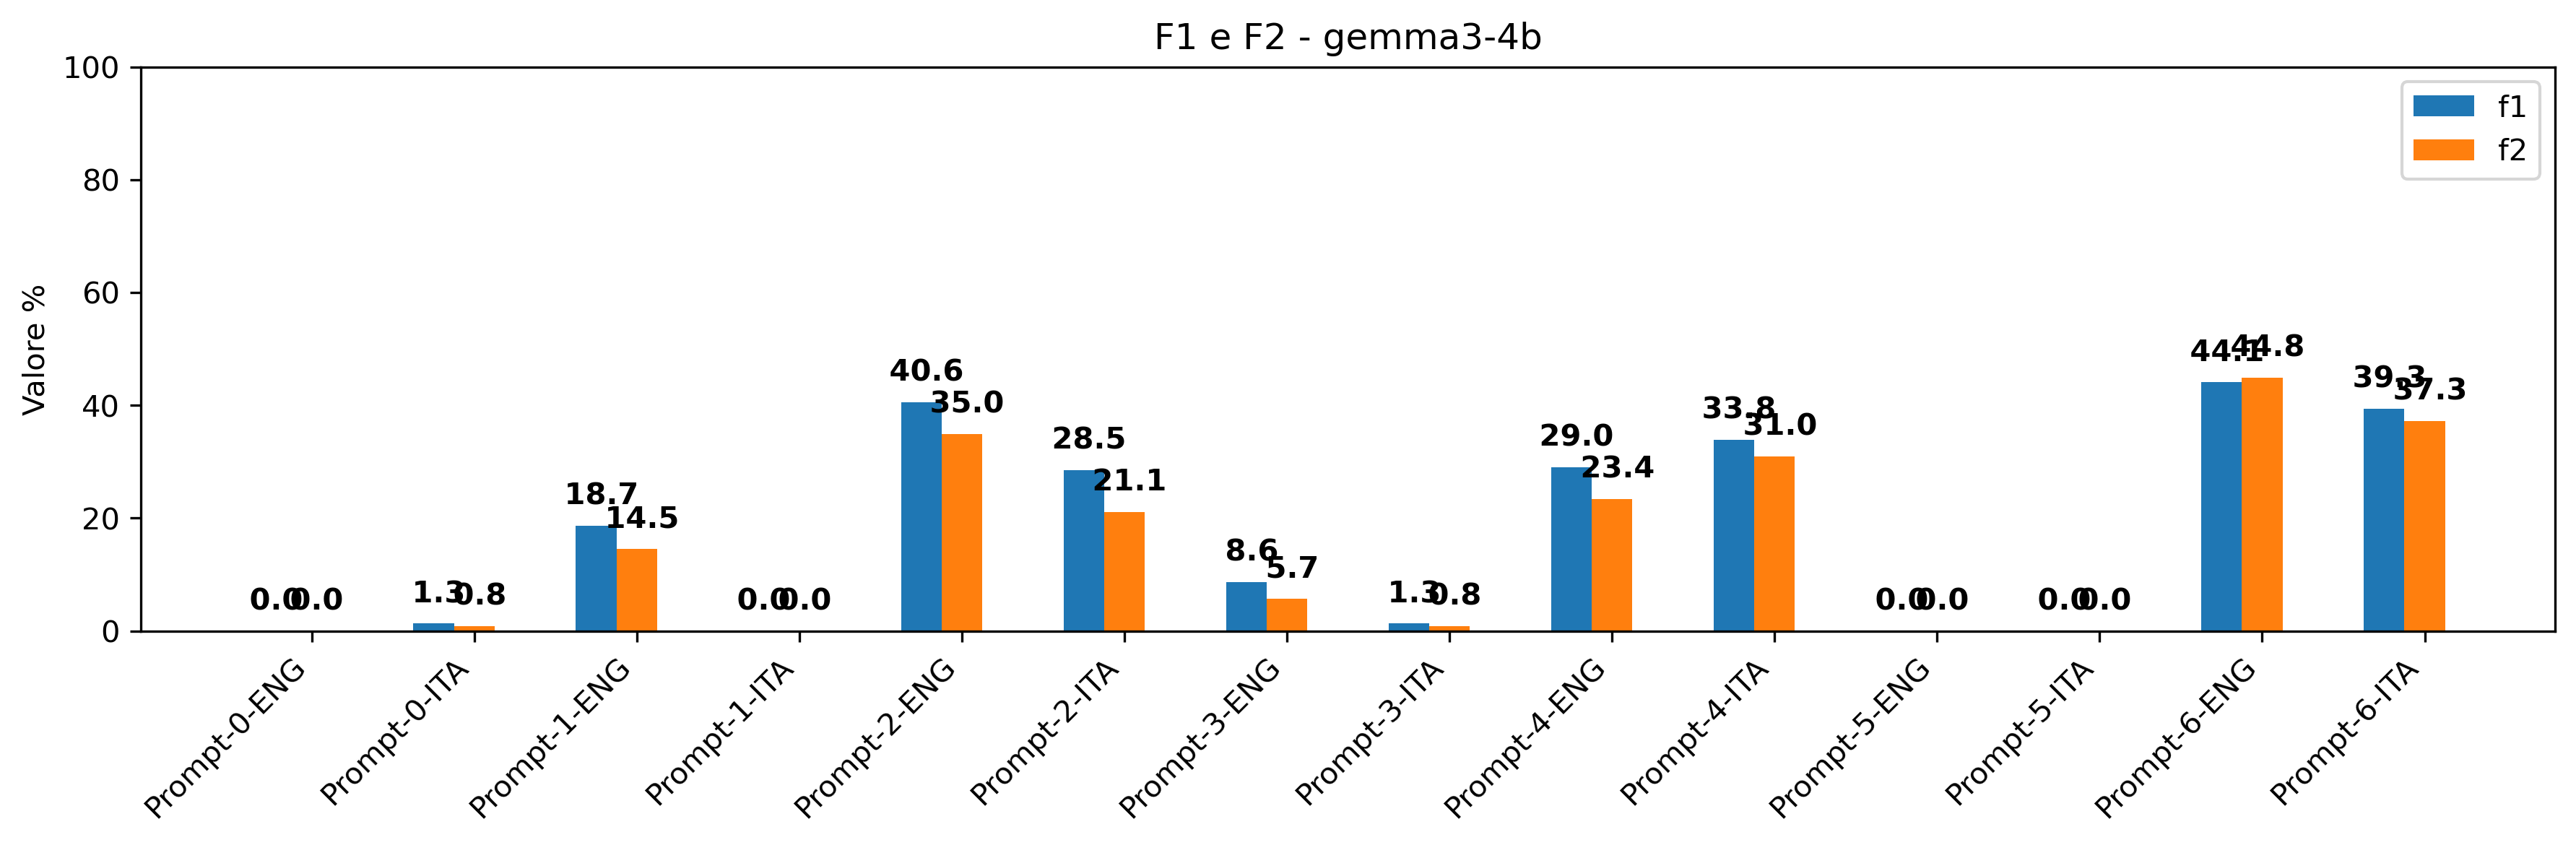 F1 e F2 - gemma3-4b
100
80
60
40
20
0
Valore %
f1
f2
0.0 0.0
1.3 0.8
18.7 14.5
0.0 0.0
40.6 35.0
28.5 21.1
8.6 5.7
1.3 0.8
29.0 23.4
33.8 31.0
0.0 0.0
0.0 0.0
44.1 44.8
39.3 37.3
Prompt-0-ENG
Prompt-0-ITA
Prompt-1-ENG
Prompt-1-ITA
Prompt-2-ENG
Prompt-2-ITA
Prompt-3-ENG
Prompt-3-ITA
Prompt-4-ENG
Prompt-4-ITA
Prompt-5-ENG
Prompt-5-ITA
Prompt-6-ENG
Prompt-6-ITA